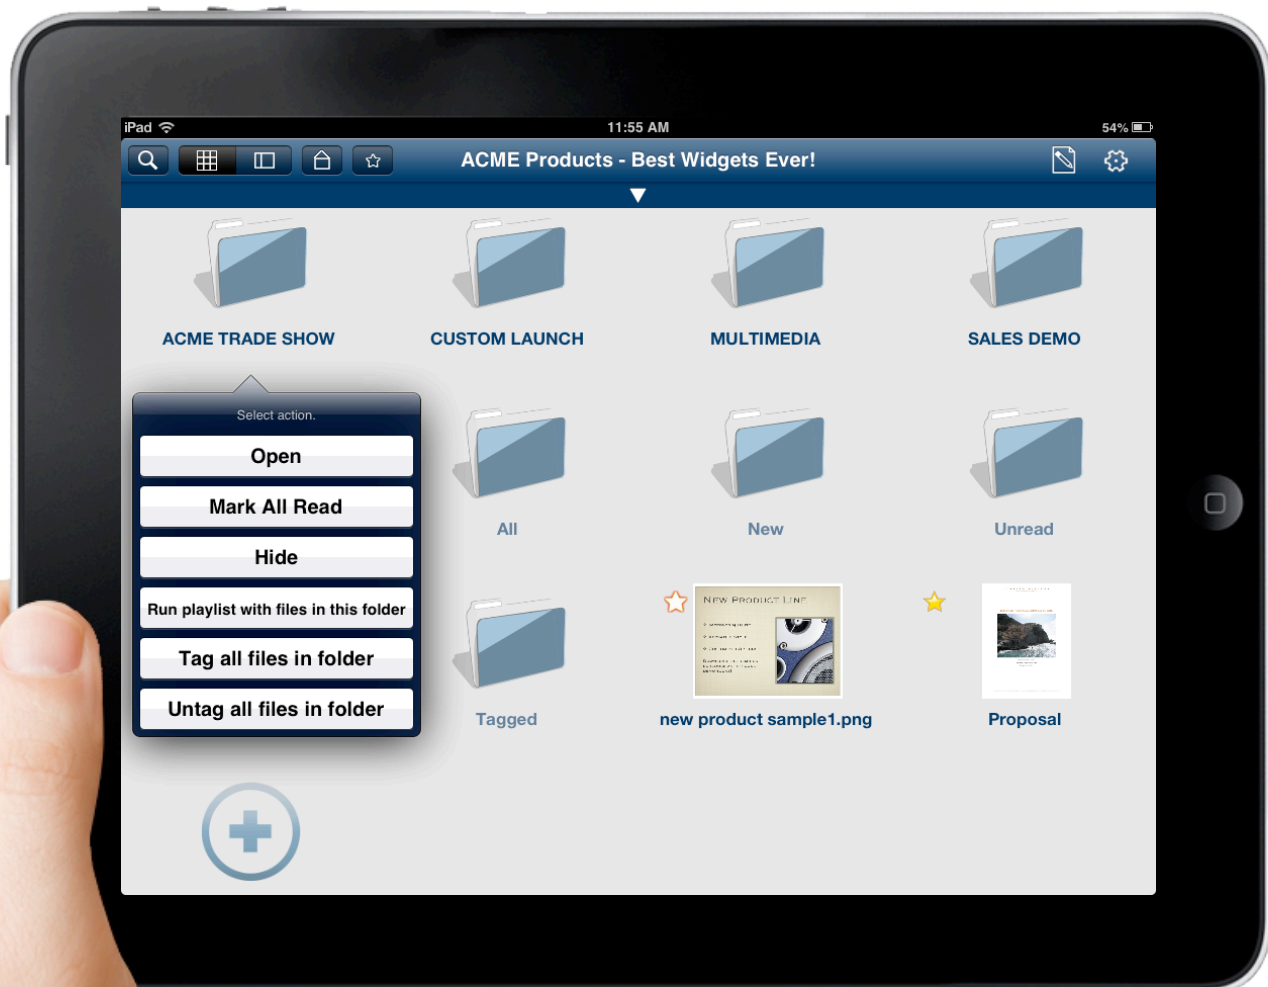 iPad
11:55 AM
54%
ACME Products - Best Widgets Ever!
ACME TRADE SHOW
CUSTOM LAUNCH
MULTIMEDIA
SALES DEMO
Select action.
Open
Mark All Read
Hide
Run playlist with files in this folder
Tag all files in folder
Untag all files in folder
All
New
Unread
NEW PRODUCT LINE
Tagged
new product sample1.png
Proposal